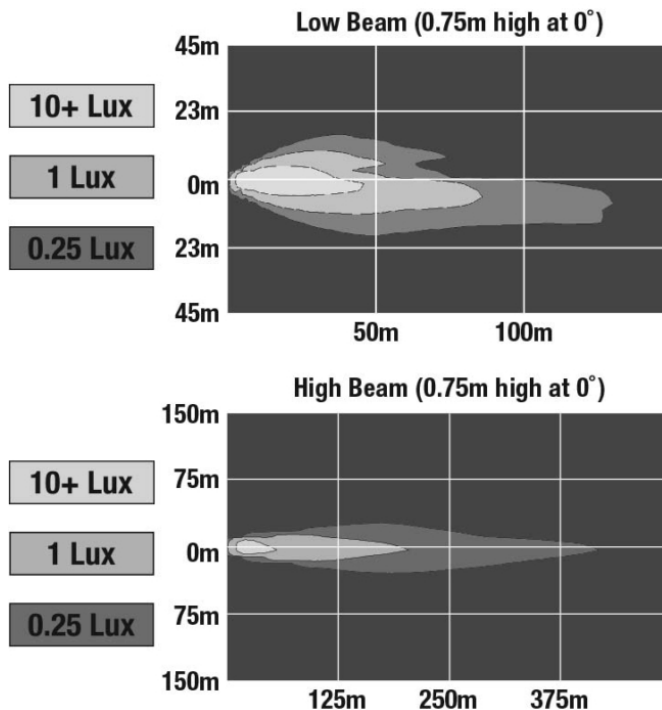 Low Beam (0.75m high at 0°)
45m
10+ Lux
23m
1 Lux
0m
0.25 Lux
23m
45m
50m 100m
High Beam (0.75m high at 0°)
150m
75m
10+ Lux
1 Lux
0m
0.25 Lux
75m
150m
125m 250m 375m